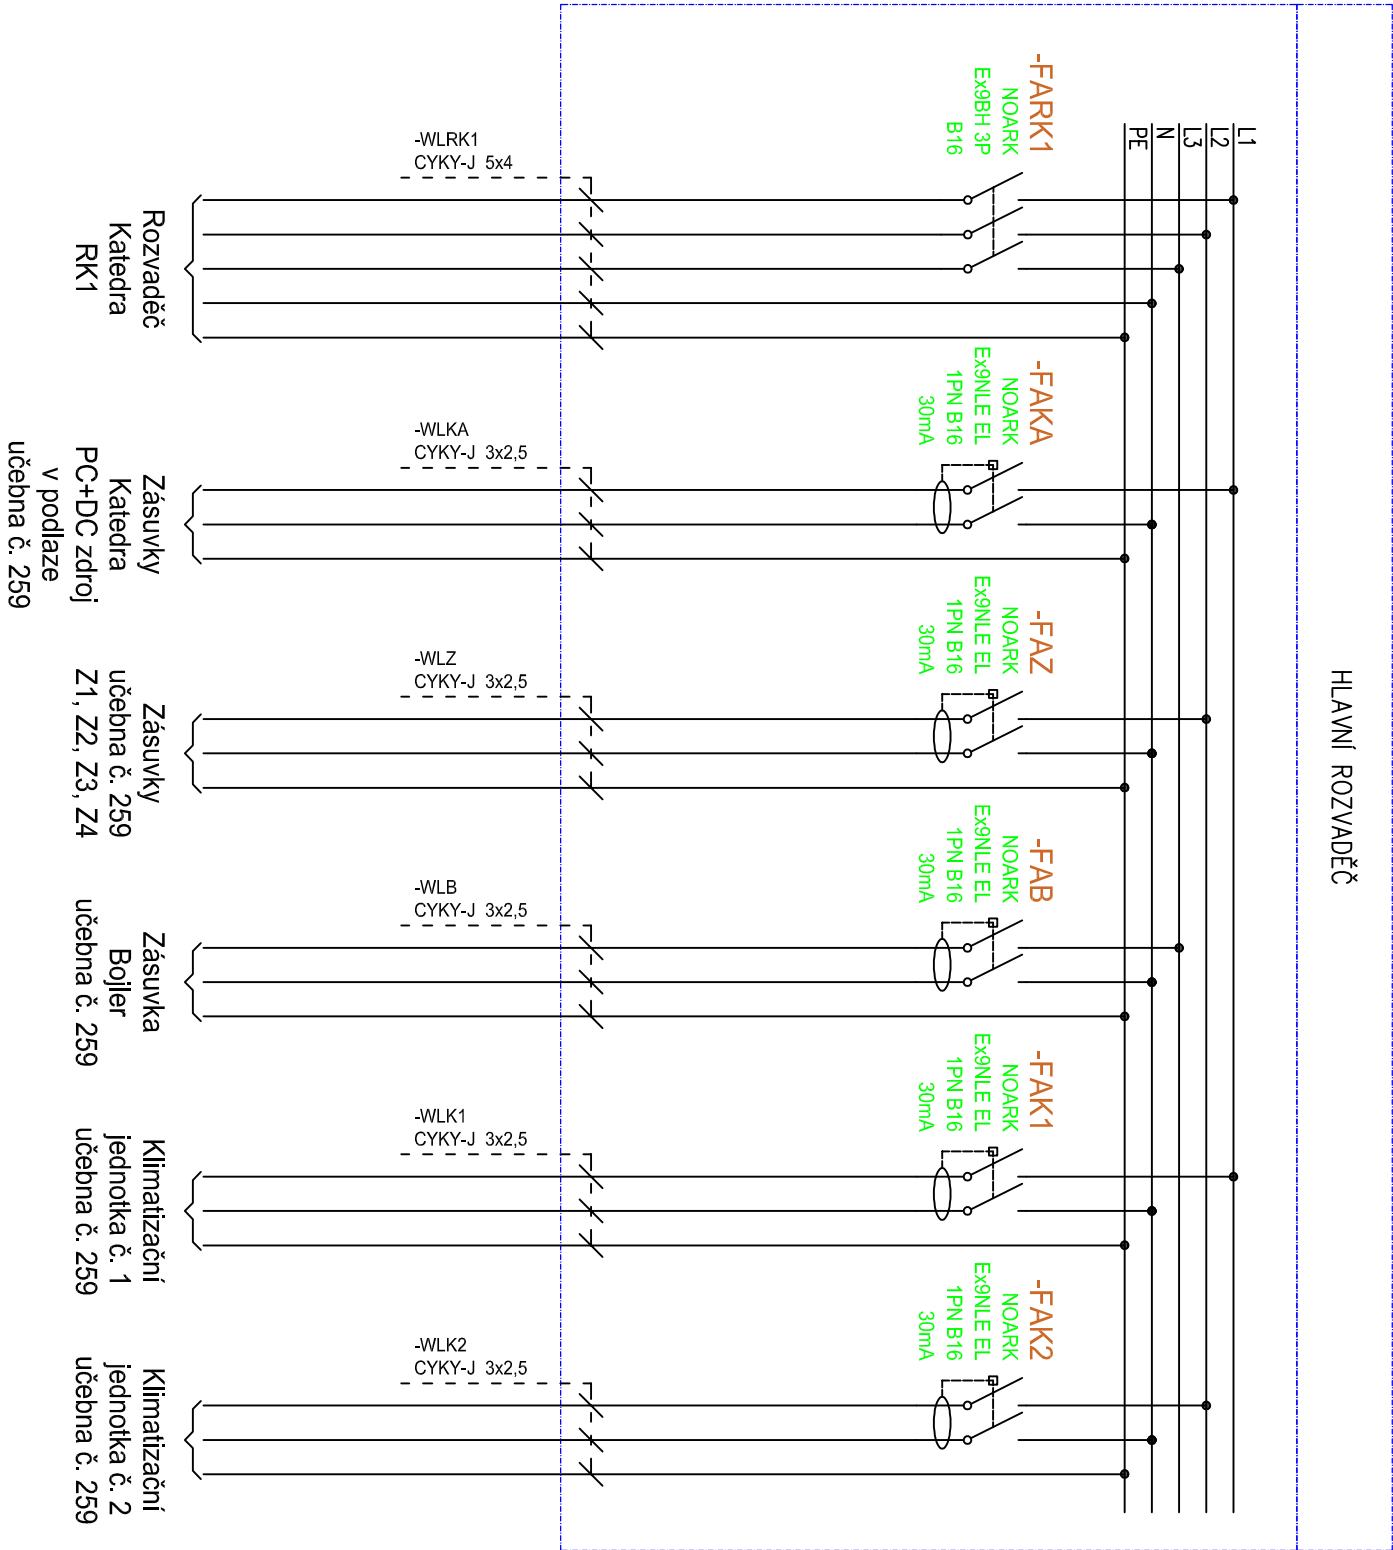 HLAVNÍ ROZVADĚČ
L1
L2
L3
N
PE
-FARK1
NOARK
Ex9BH 3P
B16
-WLRK1
CYKY-J 5x4
Rozvaděč
Katedra
RK1
-FAKA
NOARK
Ex9NLE EL
1PN B16
30mA
-WLKA
CYKY-J 3x2,5
Zásuvky
Katedra
PC+DC zdroj
v podlaze
učebna č. 259
-FAZ
NOARK
Ex9NLE EL
1PN B16
30mA
-WLZ
CYKY-J 3x2,5
Zásuvky
učebna č. 259
Z1, Z2, Z3, Z4
-FAB
NOARK
Ex9NLE EL
1PN B16
30mA
-WLB
CYKY-J 3x2,5
Zásuvka
Bojler
učebna č. 259
-FAK1
NOARK
Ex9NLE EL
1PN B16
30mA
-WLK1
CYKY-J 3x2,5
Klimatizační
jednotka č. 1
učebna č. 259
-FAK2
NOARK
Ex9NLE EL
1PN B16
30mA
-WLK2
CYKY-J 3x2,5
Klimatizační
jednotka č. 2
učebna č. 259